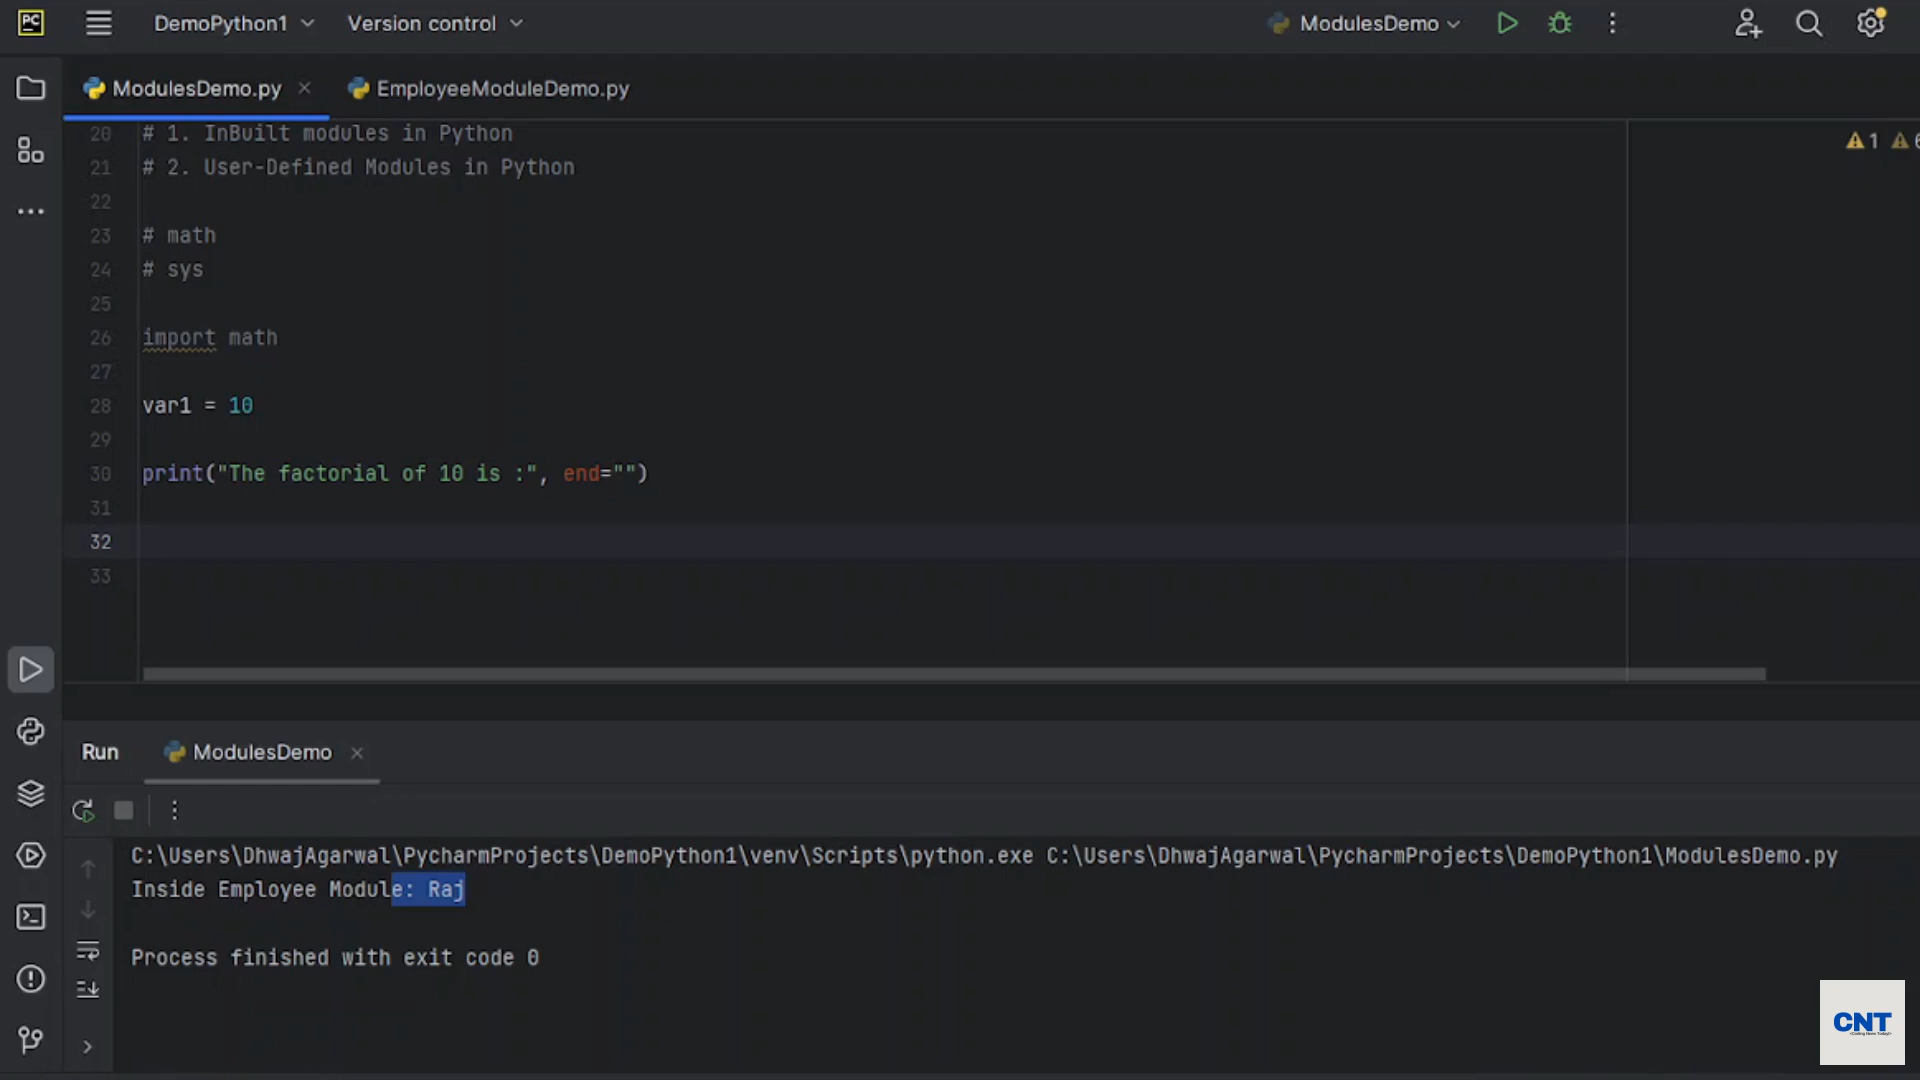 PC DemoPython1 Version control ModulesDemo
ModulesDemo.py EmployeeModuleDemo.py
20 # 1. InBuilt modules in Python
1
21 # 2. User-Defined Modules in Python
22
23 # math
24 # sys
25
26 import math
27
28 var1 = 10
29
30 print("The factorial of 10 is :", end="")
31
32
33
Run ModulesDemo
C:\Users\DhwajAgarwal\PycharmProjects\DemoPython1\venv\Scripts\python.exe C:\Users\DhwajAgarwal\PycharmProjects\DemoPython1\ModulesDemo.py
Inside Employee Module: Raj
Process finished with exit code 0
CNT